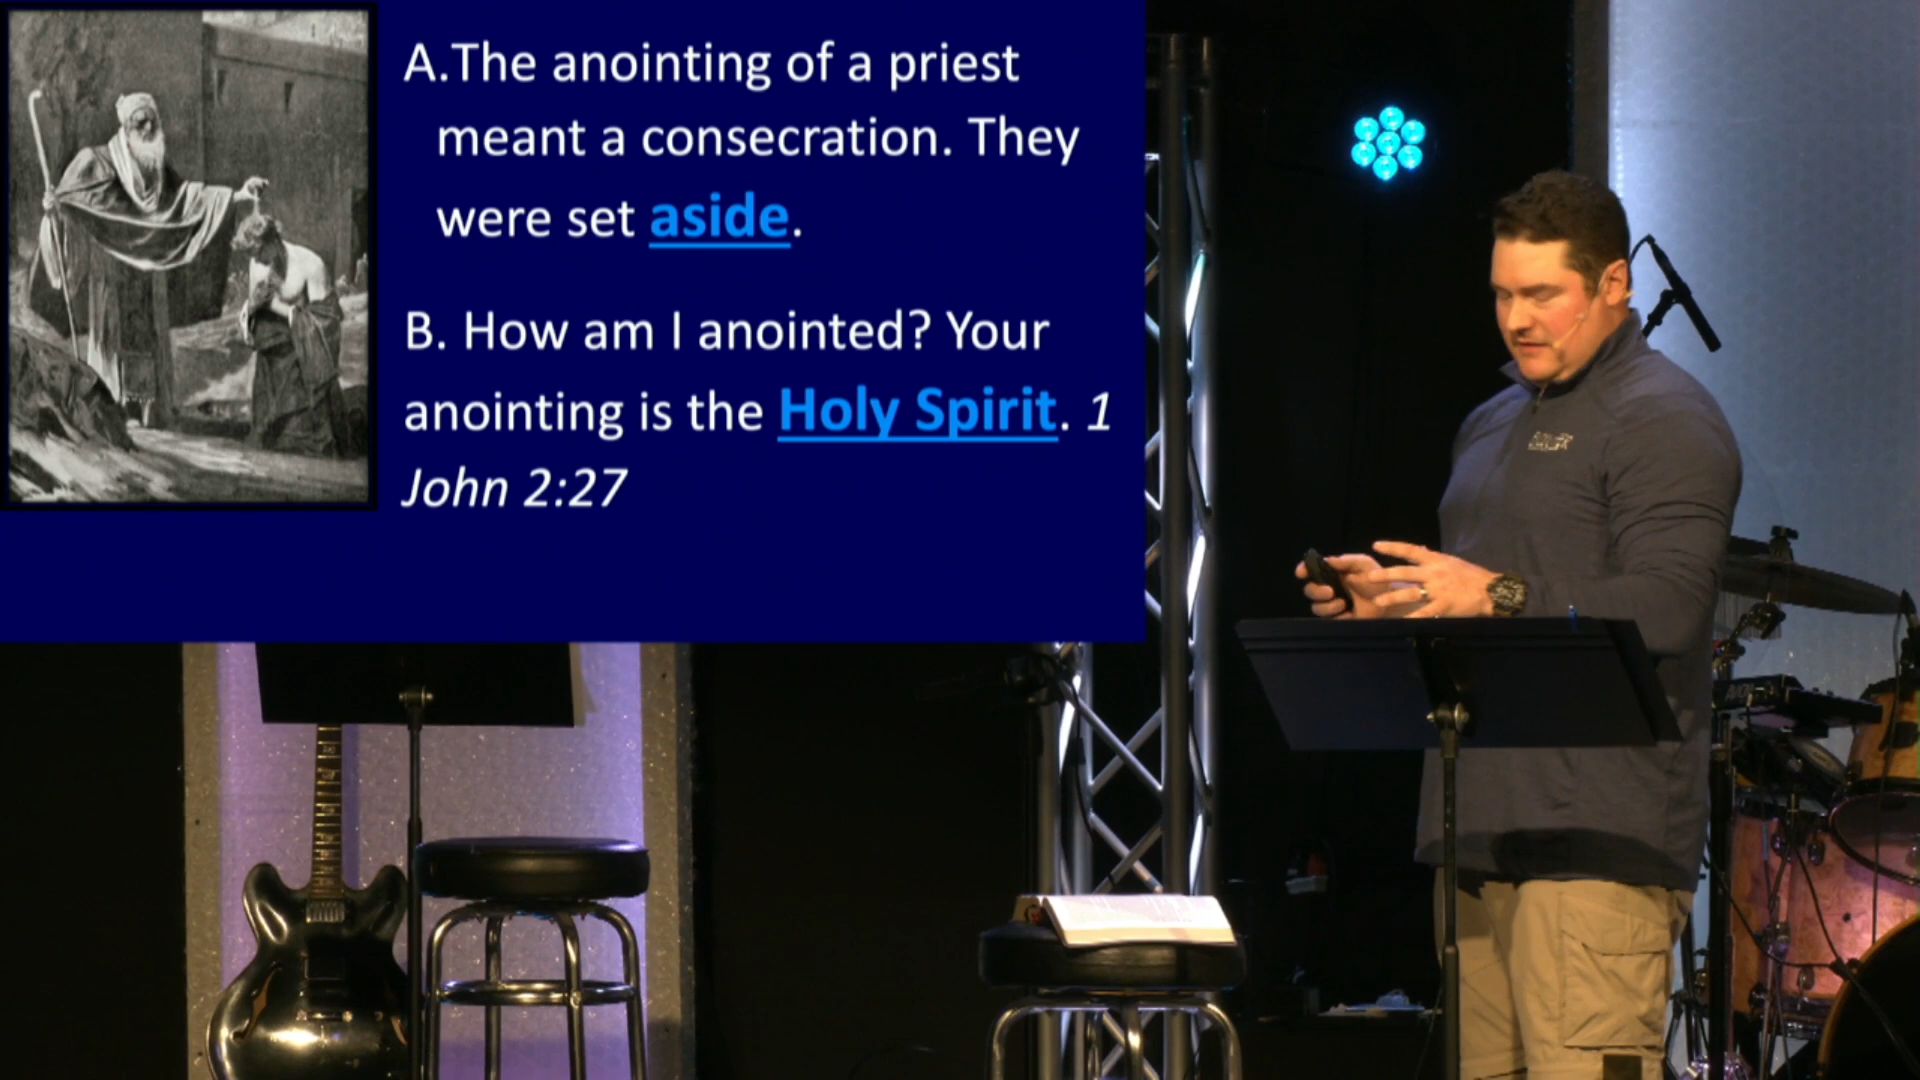 A.The anointing of a priest
meant a consecration. They
were set aside.
B. How am I anointed? Your
anointing is the Holy Spirit. 1
John 2:27